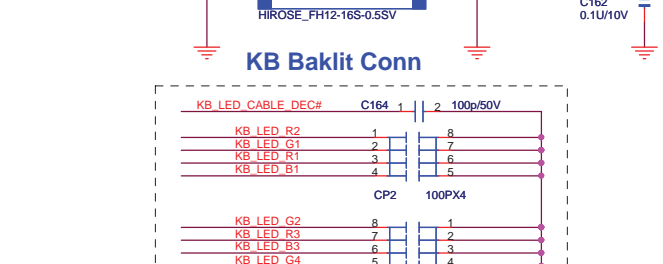 C162
HIROSE_FH12-16S-0.5SV
0.1U/10V
KB Baklit Conn
KB_LED_CABLE_DEC# C164 1 2 100p/50V
KB_LED_R2 1 8
KB_LED_G1 2 7
KB_LED_R1 3 6
KB_LED_B1 4 5
CP2 100PX4
KB_LED_G2 8 1
KB_LED_R3 7 2
KB_LED_B3 6 3
KB_LED_G4 5 4